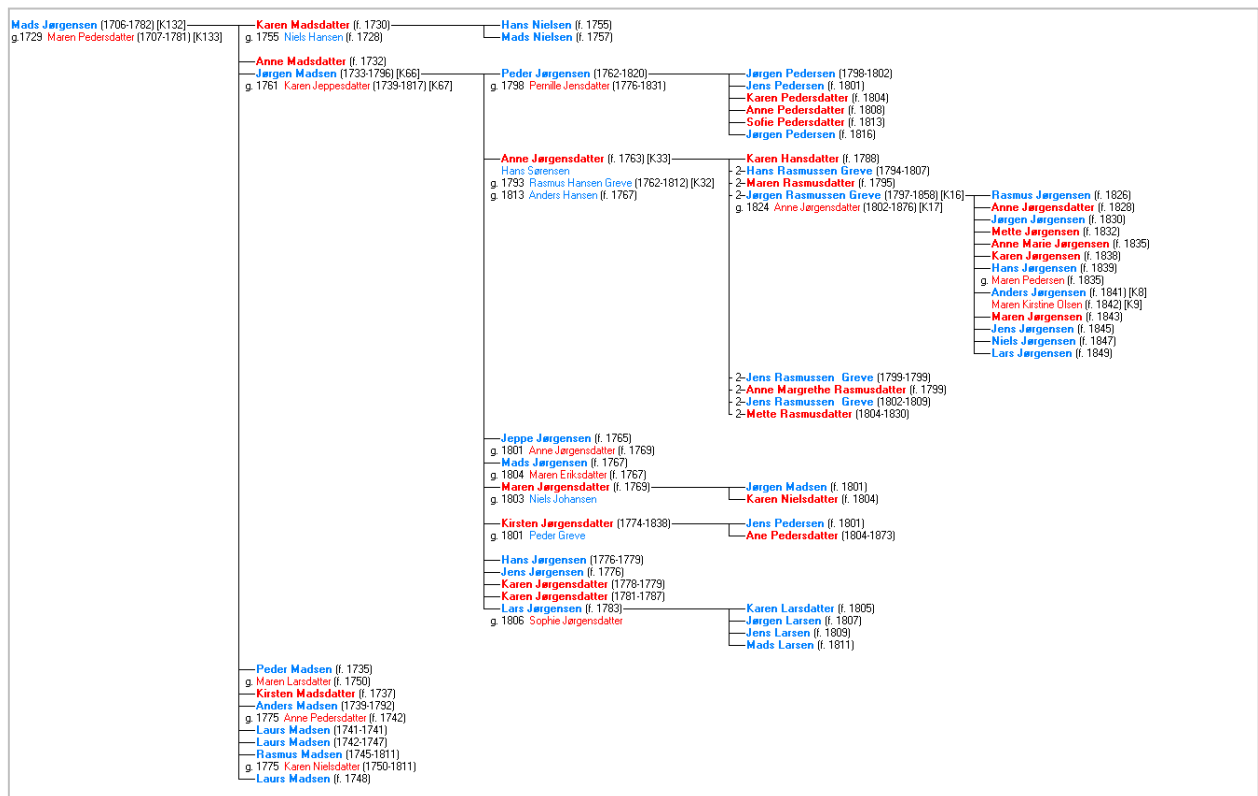 Mads Jørgensen (1706-1782) [K132]
g.1729 Maren Pedersdatter (1707-1781) [K133]
Karen Madsdatter (f. 1730)
g. 1755 Niels Hansen (f. 1728)
Hans Nielsen (f. 1755)
Mads Nielsen (f. 1757)
Anne Madsdatter (f. 1732)
Jørgen Madsen (1733-1796) [K66]
g. 1761 Karen Jeppesdatter (1739-1817) [K67]
Peder Jørgensen (1762-1820)
g. 1798 Pernille Jensdatter (1776-1831)
Jørgen Pedersen (1798-1802)
Jens Pedersen (f. 1801)
Karen Pedersdatter (f. 1804)
Anne Pedersdatter (f. 1808)
Sofie Pedersdatter (f. 1813)
Jørgen Pedersen (f. 1816)
Anne Jørgensdatter (f. 1763) [K33]
Hans Sørensen
g. 1793 Rasmus Hansen Greve (1762-1812) [K32]
g. 1813 Anders Hansen (f. 1767)
Karen Hansdatter (f. 1788)
2 Hans Rasmussen Greve (1794-1807)
2 Maren Rasmusdatter (f. 1795)
2 Jørgen Rasmussen Greve (1797-1858) [K16]
g. 1824 Anne Jørgensdatter (1802-1876) [K17]
Rasmus Jørgensen (f. 1826)
Anne Jørgensdatter (f. 1828)
Jørgen Jørgensen (f. 1830)
Mette Jørgensen (f. 1832)
Anne Marie Jørgensen (f. 1835)
Karen Jørgensen (f. 1838)
Hans Jørgensen (f. 1839)
g. Maren Pedersen (f. 1835)
Anders Jørgensen (f. 1841) [K8]
Maren Kirstine Olsen (f. 1842) [K9]
Maren Jørgensen (f. 1843)
Jens Jørgensen (f. 1845)
Niels Jørgensen (f. 1847)
Lars Jørgensen (f. 1849)
2 Jens Rasmussen Greve (1799-1799)
2 Anne Margrethe Rasmusdatter (f. 1799)
2 Jens Rasmussen Greve (1802-1809)
2 Mette Rasmusdatter (1804-1830)
Jeppe Jørgensen (f. 1765)
g. 1801 Anne Jørgensdatter (f. 1769)
Mads Jørgensen (f. 1767)
g. 1804 Maren Eriksdatter (f. 1767)
Maren Jørgensdatter (f. 1769)
g. 1803 Niels Johansen
Jørgen Madsen (f. 1801)
Karen Nielsdatter (f. 1804)
Kirsten Jørgensdatter (1774-1838)
g. 1801 Peder Greve
Jens Pedersen (f. 1801)
Ane Pedersdatter (1804-1873)
Hans Jørgensen (1776-1779)
Jens Jørgensen (f. 1776)
Karen Jørgensdatter (1778-1779)
Karen Jørgensdatter (1781-1787)
Lars Jørgensen (f. 1783)
g. 1806 Sophie Jørgensdatter
Karen Larsdatter (f. 1805)
Jørgen Larsen (f. 1807)
Jens Larsen (f. 1809)
Mads Larsen (f. 1811)
Peder Madsen (f. 1735)
g. Maren Larsdatter (f. 1750)
Kirsten Madsdatter (f. 1737)
Anders Madsen (1739-1792)
g. 1775 Anne Pedersdatter (f. 1742)
Laurs Madsen (1741-1741)
Laurs Madsen (1742-1747)
Rasmus Madsen (1745-1811)
g. 1775 Karen Nielsdatter (1750-1811)
Laurs Madsen (f. 1748)